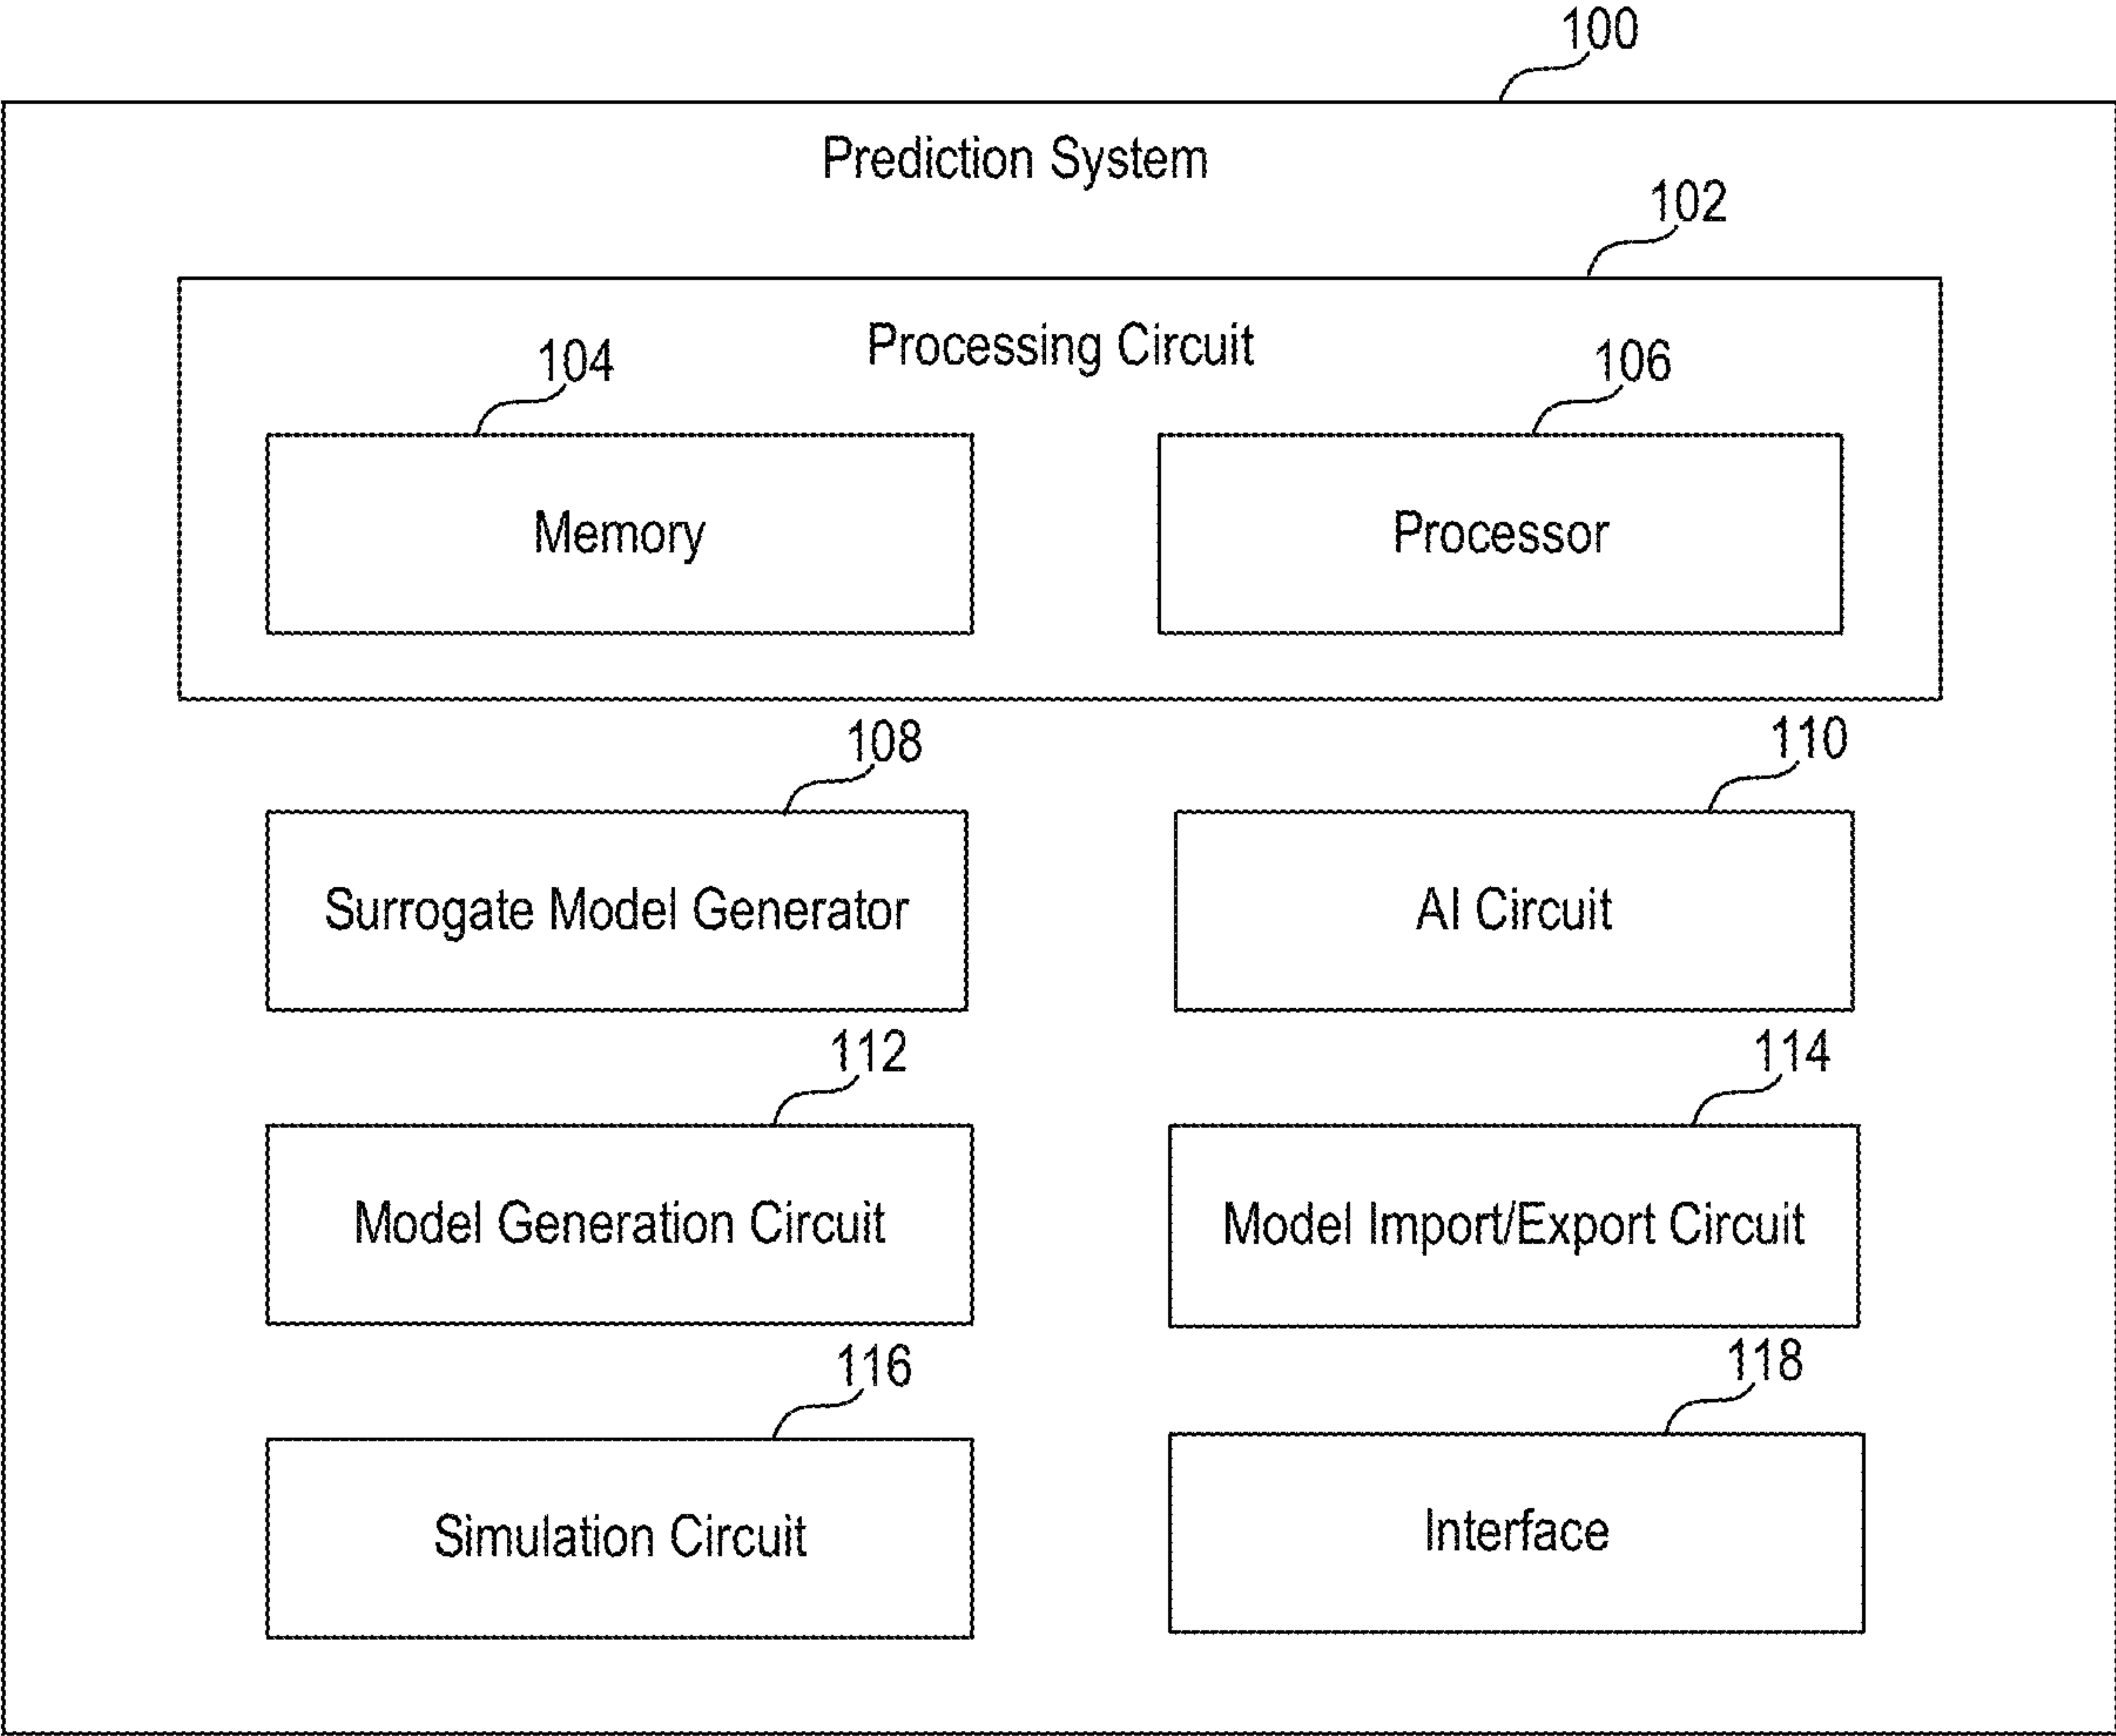 100
Prediction System
102
Processing Circuit
104
106
Memory
Processor
108
110
Surrogate Model Generator
AI Circuit
112
114
Model Generation Circuit
Model Import/Export Circuit
116
118
Simulation Circuit
Interface